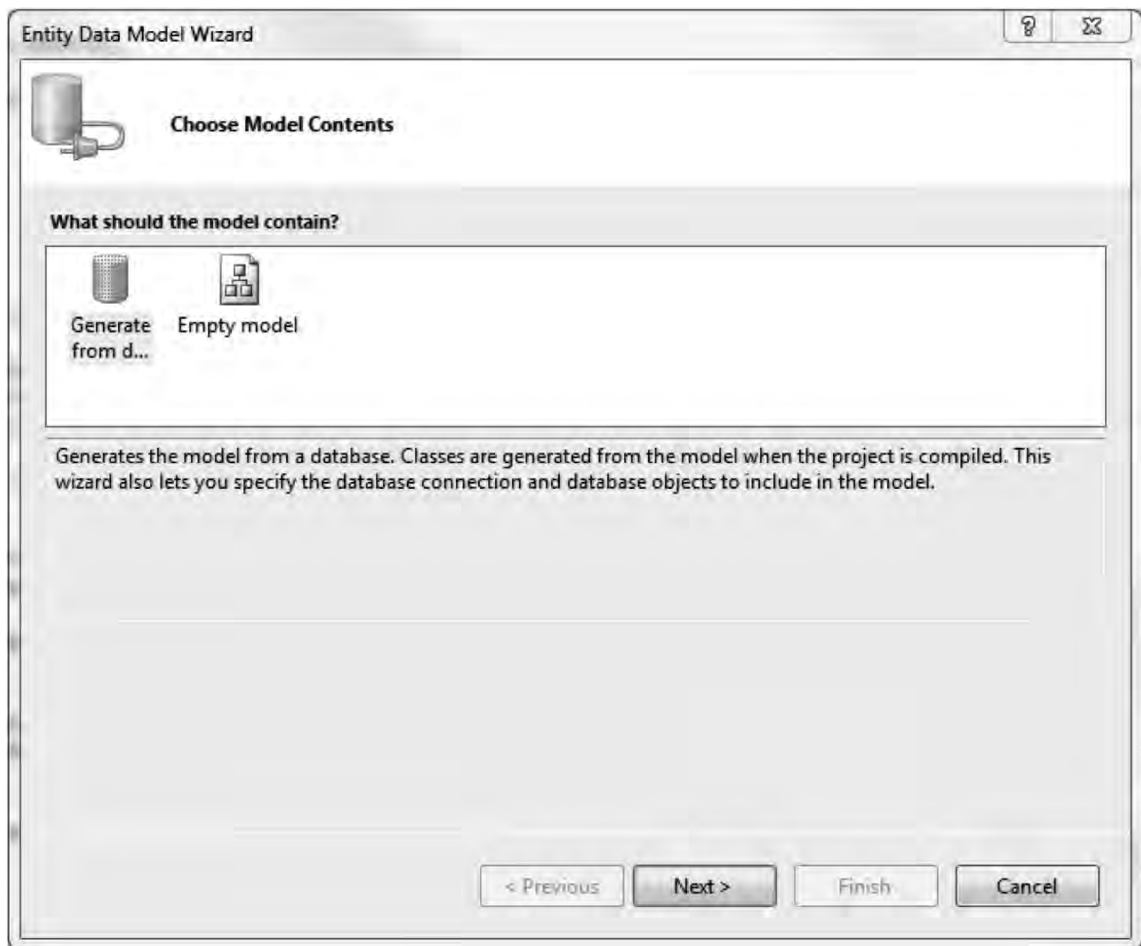 Entity Data Model Wizard
Choose Model Contents
What should the model contain?
Generate
from d...
Empty model
Generates the model from a database. Classes are generated from the model when the project is compiled. This
wizard also lets you specify the database connection and database objects to include in the model.
< Previous
Next >
Finish
Cancel